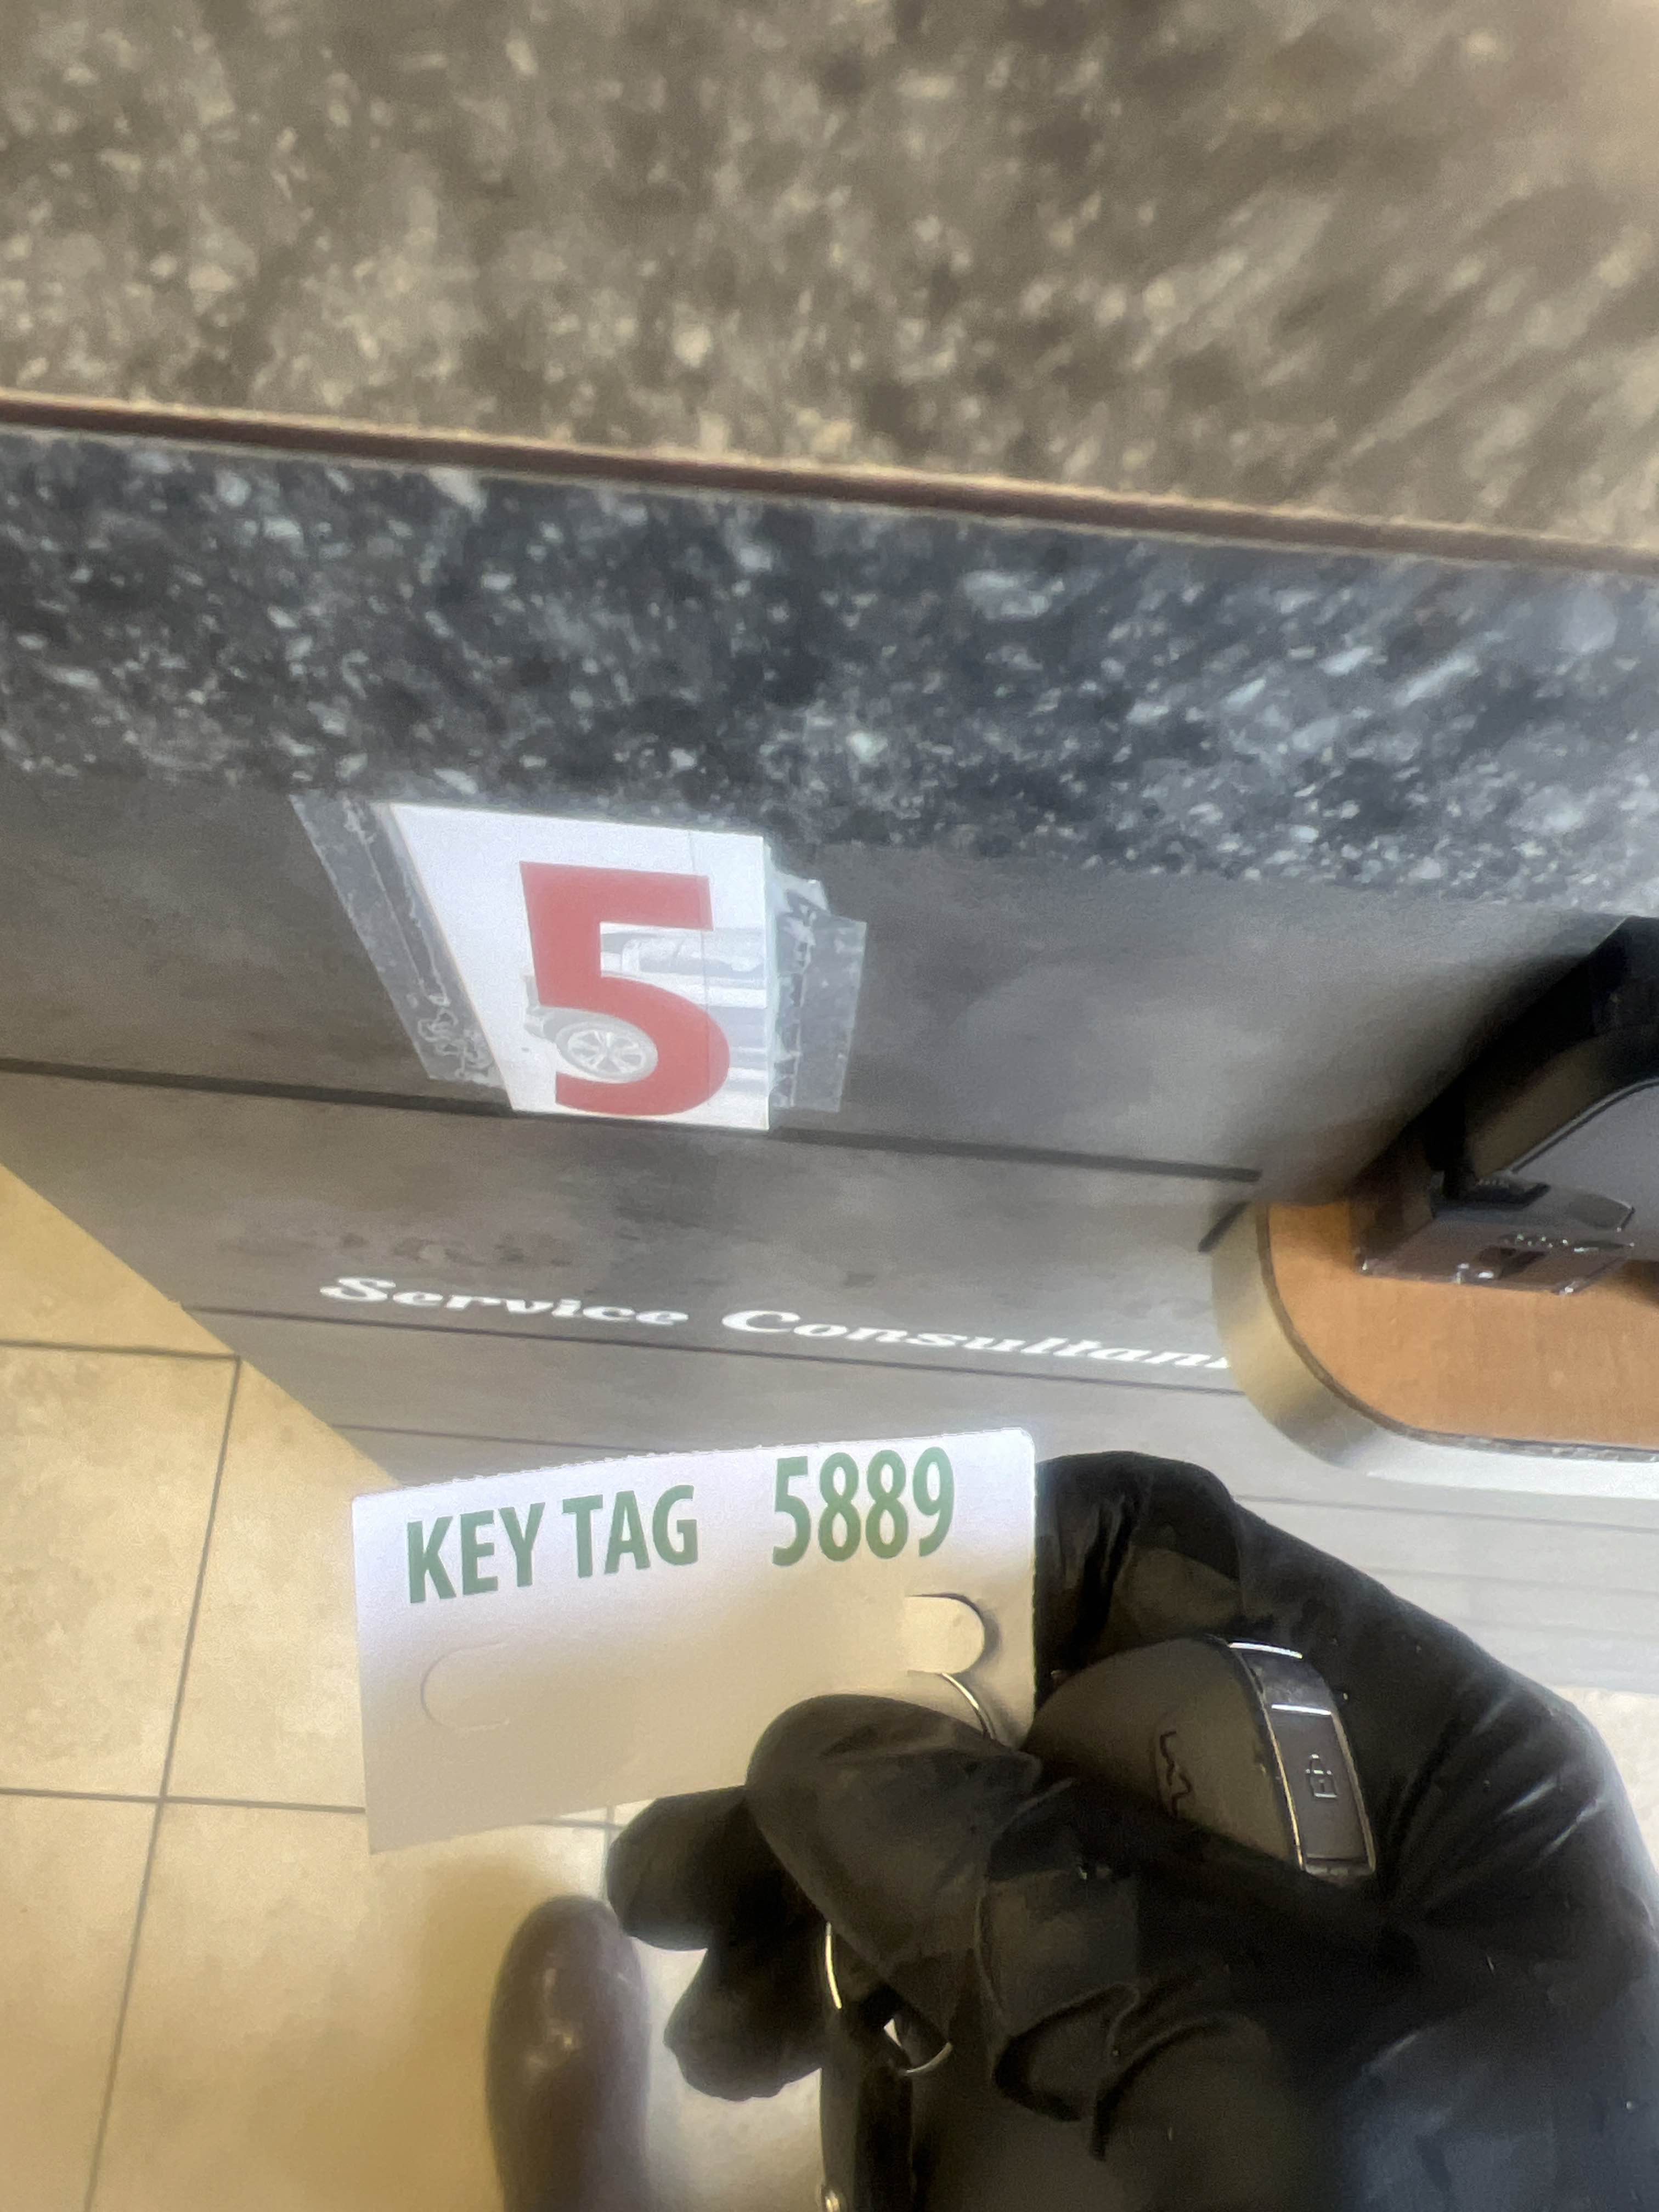 5
Service Consultant
KEY TAG 5889